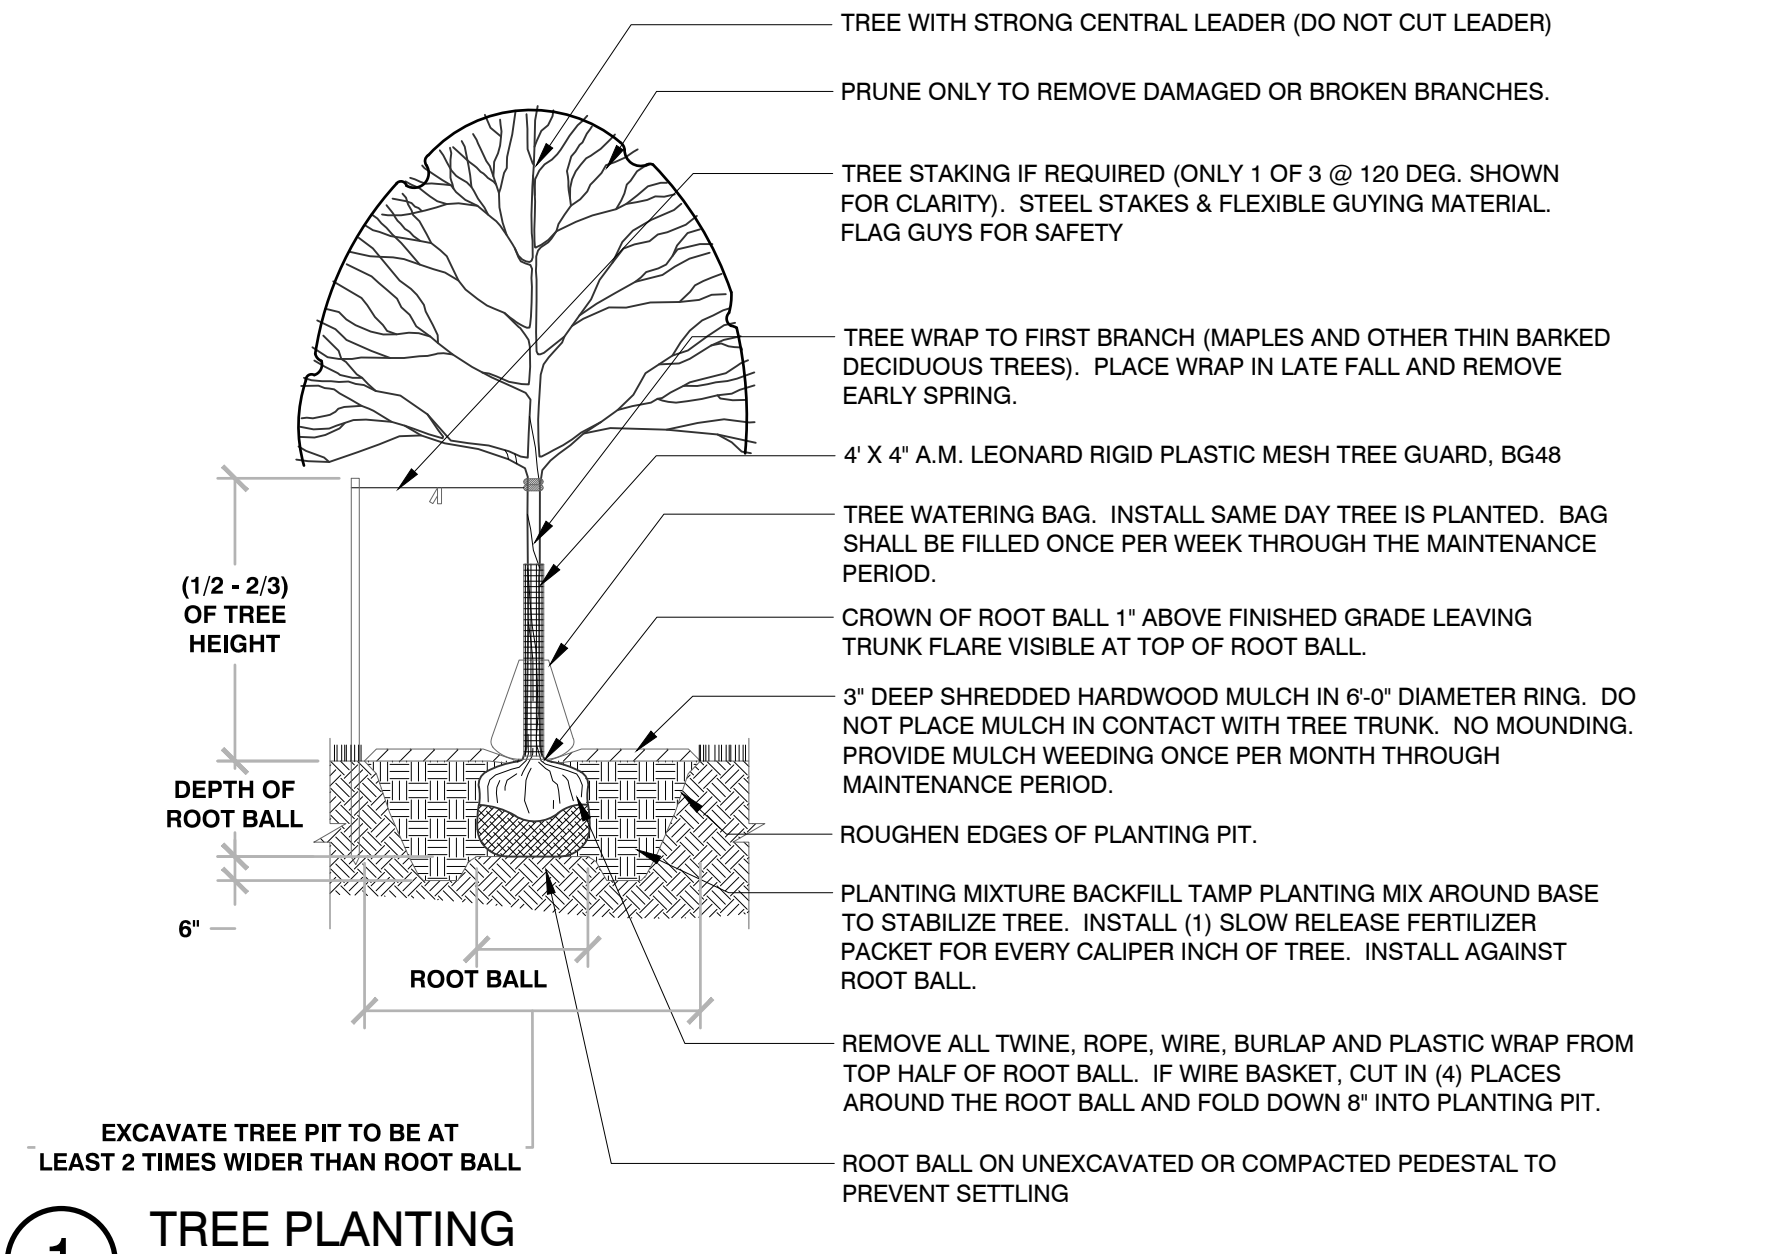 TREE WITH STRONG CENTRAL LEADER (DO NOT CUT LEADER)
PRUNE ONLY TO REMOVE DAMAGED OR BROKEN BRANCHES.
TREE STAKING IF REQUIRED (ONLY 1 OF 3 @ 120 DEG. SHOWN
FOR CLARITY). STEEL STAKES & FLEXIBLE GUYING MATERIAL.
FLAG GUYS FOR SAFETY
TREE WRAP TO FIRST BRANCH (MAPLES AND OTHER THIN BARKED
DECIDUOUS TREES). PLACE WRAP IN LATE FALL AND REMOVE
EARLY SPRING.
4' X 4" A.M. LEONARD RIGID PLASTIC MESH TREE GUARD, BG48
TREE WATERING BAG. INSTALL SAME DAY TREE IS PLANTED. BAG
SHALL BE FILLED ONCE PER WEEK THROUGH THE MAINTENANCE
PERIOD.
CROWN OF ROOT BALL 1" ABOVE FINISHED GRADE LEAVING
TRUNK FLARE VISIBLE AT TOP OF ROOT BALL.
3" DEEP SHREDDED HARDWOOD MULCH IN 6'-0" DIAMETER RING. DO
NOT PLACE MULCH IN CONTACT WITH TREE TRUNK. NO MOUNDING.
PROVIDE MULCH WEEDING ONCE PER MONTH THROUGH
MAINTENANCE PERIOD.
ROUGHEN EDGES OF PLANTING PIT.
PLANTING MIXTURE BACKFILL TAMP PLANTING MIX AROUND BASE
TO STABILIZE TREE. INSTALL (1) SLOW RELEASE FERTILIZER
PACKET FOR EVERY CALIPER INCH OF TREE. INSTALL AGAINST
ROOT BALL.
REMOVE ALL TWINE, ROPE, WIRE, BURLAP AND PLASTIC WRAP FROM
TOP HALF OF ROOT BALL. IF WIRE BASKET, CUT IN (4) PLACES
AROUND THE ROOT BALL AND FOLD DOWN 8" INTO PLANTING PIT.
ROOT BALL ON UNEXCAVATED OR COMPACTED PEDESTAL TO
PREVENT SETTLING
(1/2 - 2/3)
OF TREE
HEIGHT
DEPTH OF
ROOT BALL
6"
ROOT BALL
EXCAVATE TREE PIT TO BE AT
LEAST 2 TIMES WIDER THAN ROOT BALL
1
TREE PLANTING